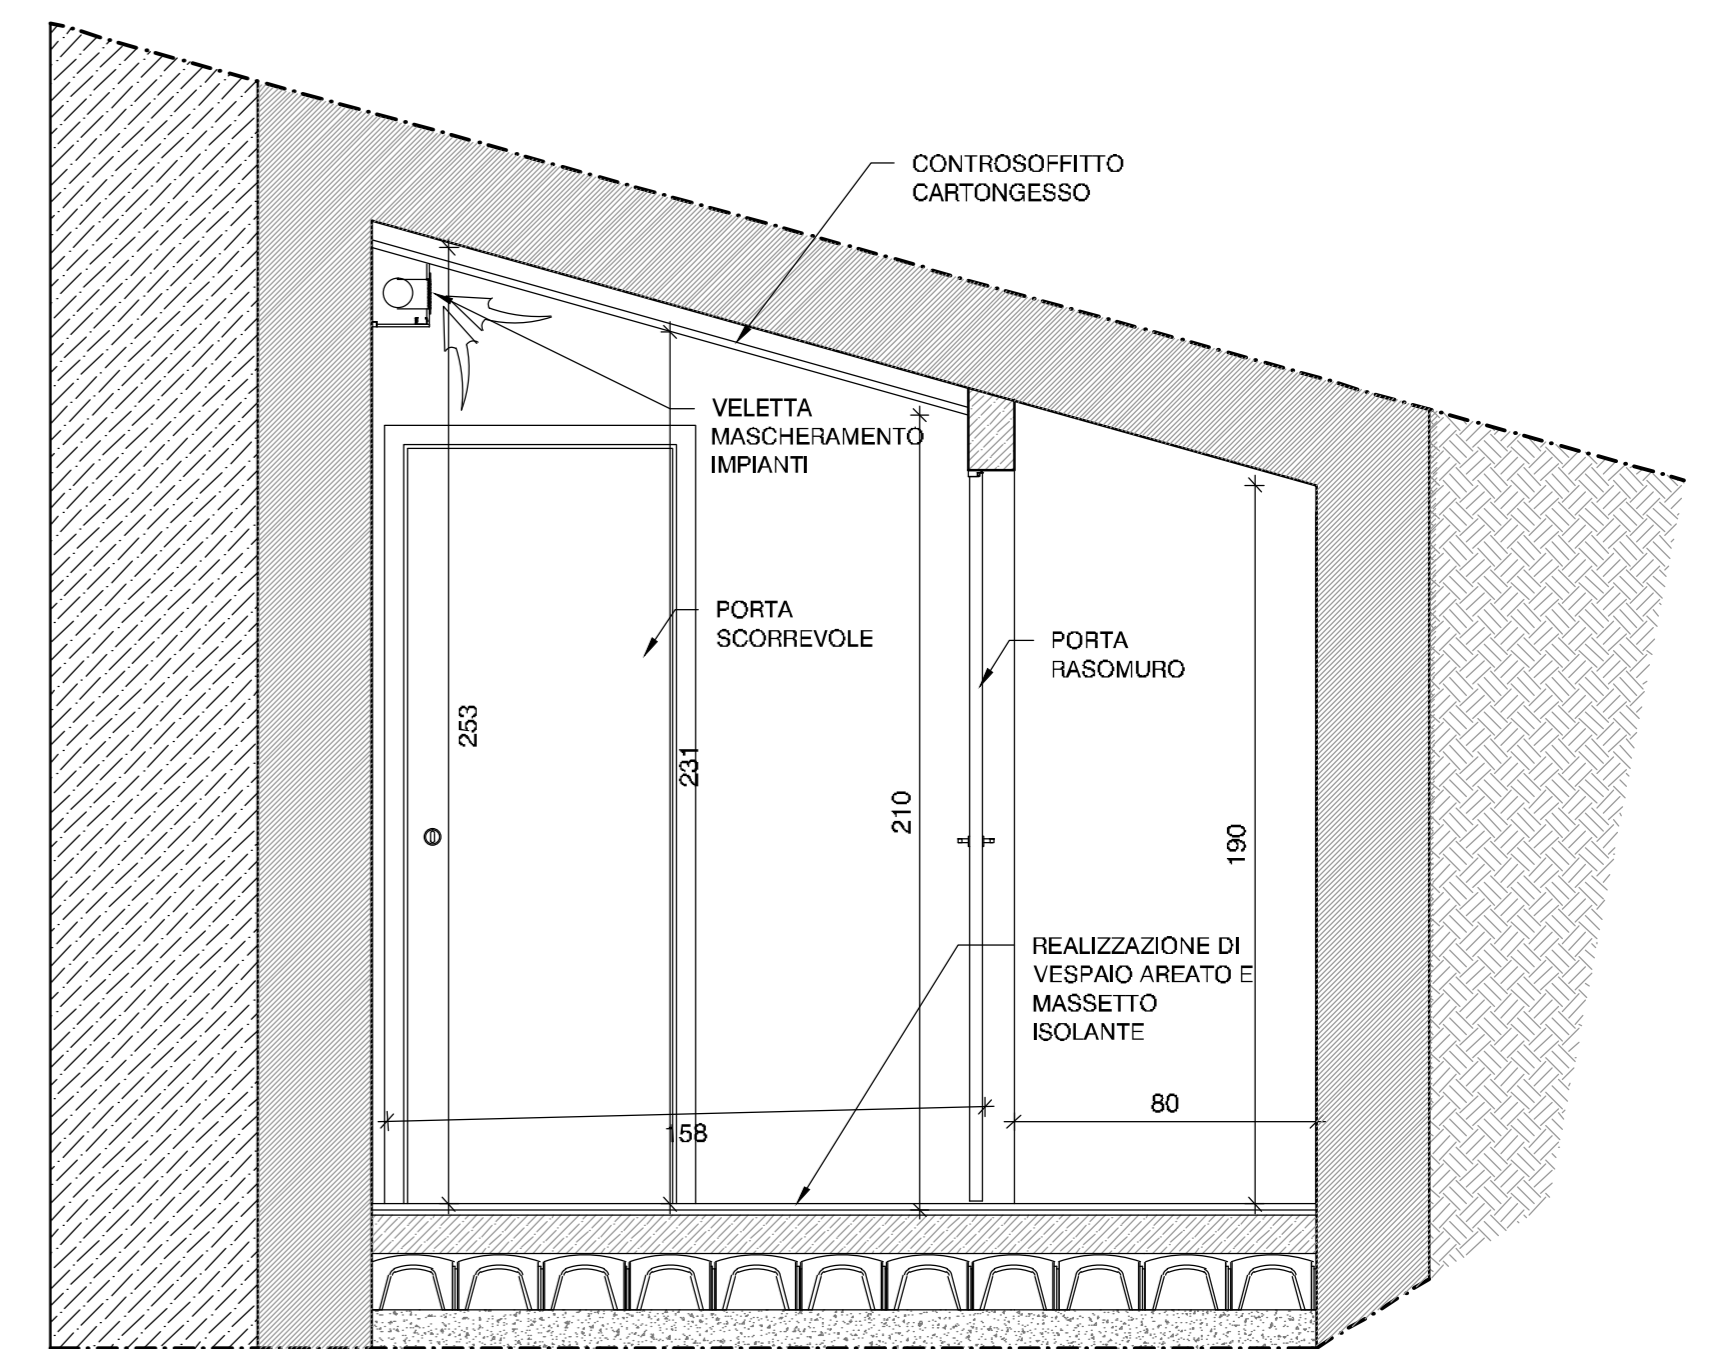 CONTROSOFFITTO
CARTONGESSO
VELETTA
MASCHERAMENTO
IMPIANTI
PORTA
SCORREVOLE
PORTA
RASOMURO
253
231
210
190
REALIZZAZIONE DI
VESPAIO AREATO E
MASSETTO
ISOLANTE
80
158